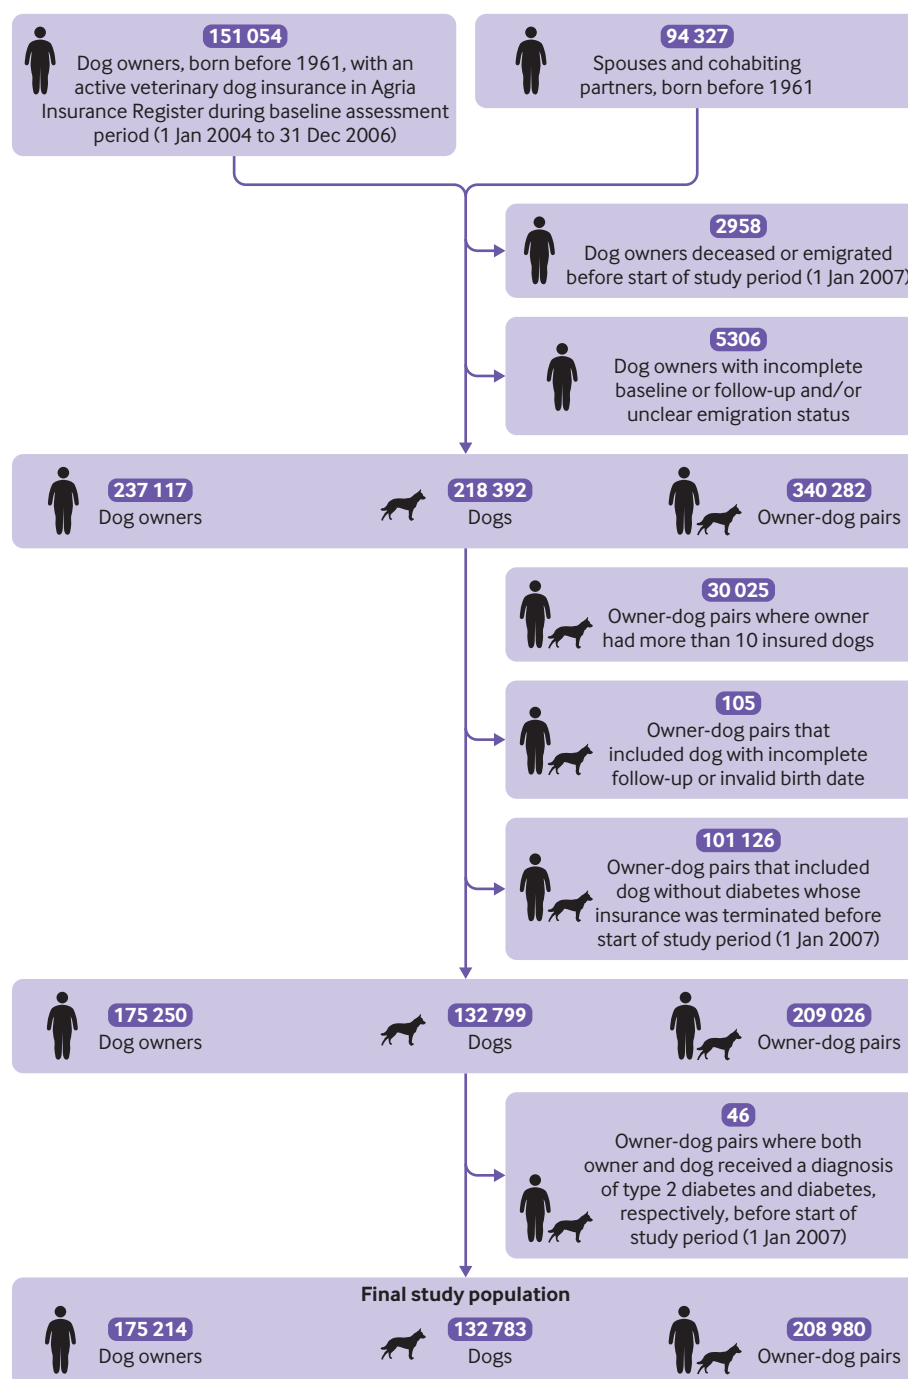 151 054
Dog owners, born before 1961, with an
active veterinary dog insurance in Agria
Insurance Register during baseline assessment
period (1 Jan 2004 to 31 Dec 2006)
94 327
Spouses and cohabiting
partners, born before 1961
2958
Dog owners deceased or emigrated
before start of study period (1 Jan 2007)
5306
Dog owners with incomplete
baseline or follow-up and/or
unclear emigration status
237 117
Dog owners
218 392
Dogs
340 282
Owner-dog pairs
30 025
Owner-dog pairs where owner
had more than 10 insured dogs
105
Owner-dog pairs that
included dog with incomplete
follow-up or invalid birth date
101 126
Owner-dog pairs that included
dog without diabetes whose
insurance was terminated before
start of study period (1 Jan 2007)
175 250
Dog owners
132 799
Dogs
209 026
Owner-dog pairs
46
Owner-dog pairs where both
owner and dog received a diagnosis
of type 2 diabetes and diabetes,
respectively, before start of
study period (1 Jan 2007)
Final study population
175 214
Dog owners
132 783
Dogs
208 980
Owner-dog pairs